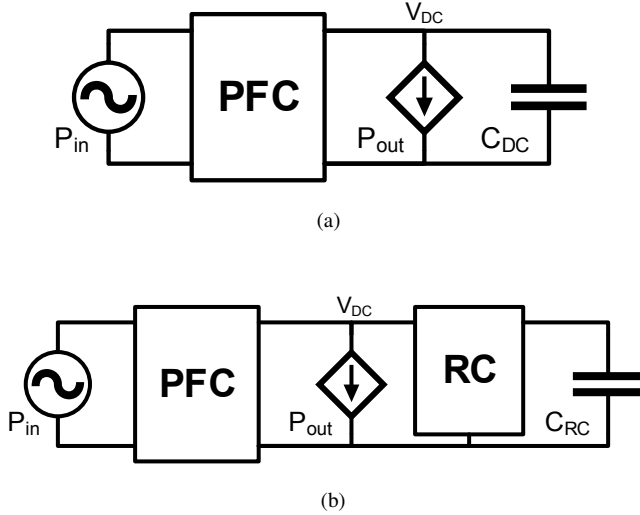 V_DC
PFC
P_in
P_out
C_DC
(a)
V_DC
PFC
RC
P_in
P_out
C_RC
(b)